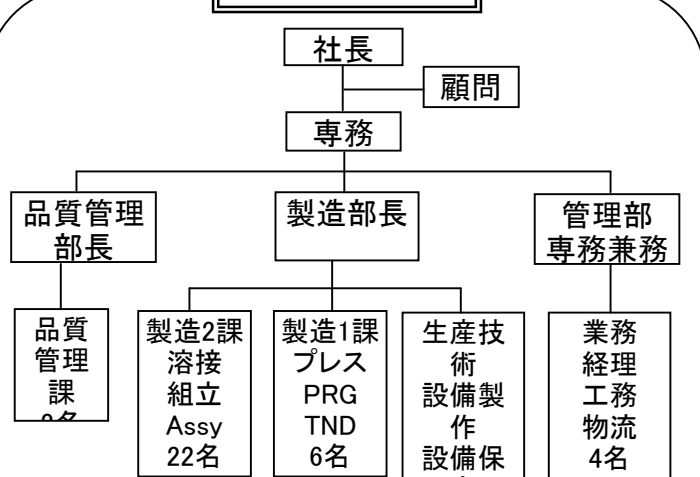 社長
顧問
専務
品質管理
部長
製造部長
管理部
専務兼務
品質
管理
課
製造2課
溶接
組立
Assy
22名
製造1課
プレス
PRG
TND
6名
生産技
術
設備製
作
設備保
業務
経理
工務
物流
4名